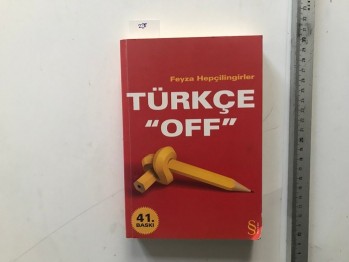 Feyza Hepçilingirler
TÜRKÇE
“OFF”
41.
BASKI